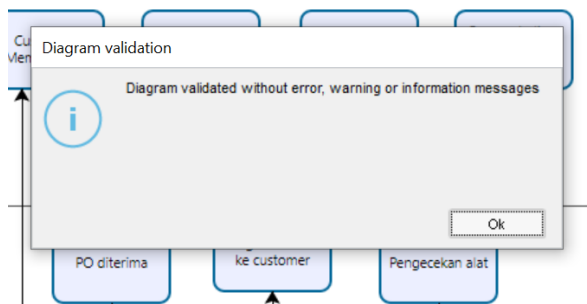 Diagram validation
Diagram validated without error, warning or information messages
Ok
PO diterima
ke customer
Pengecekan alat